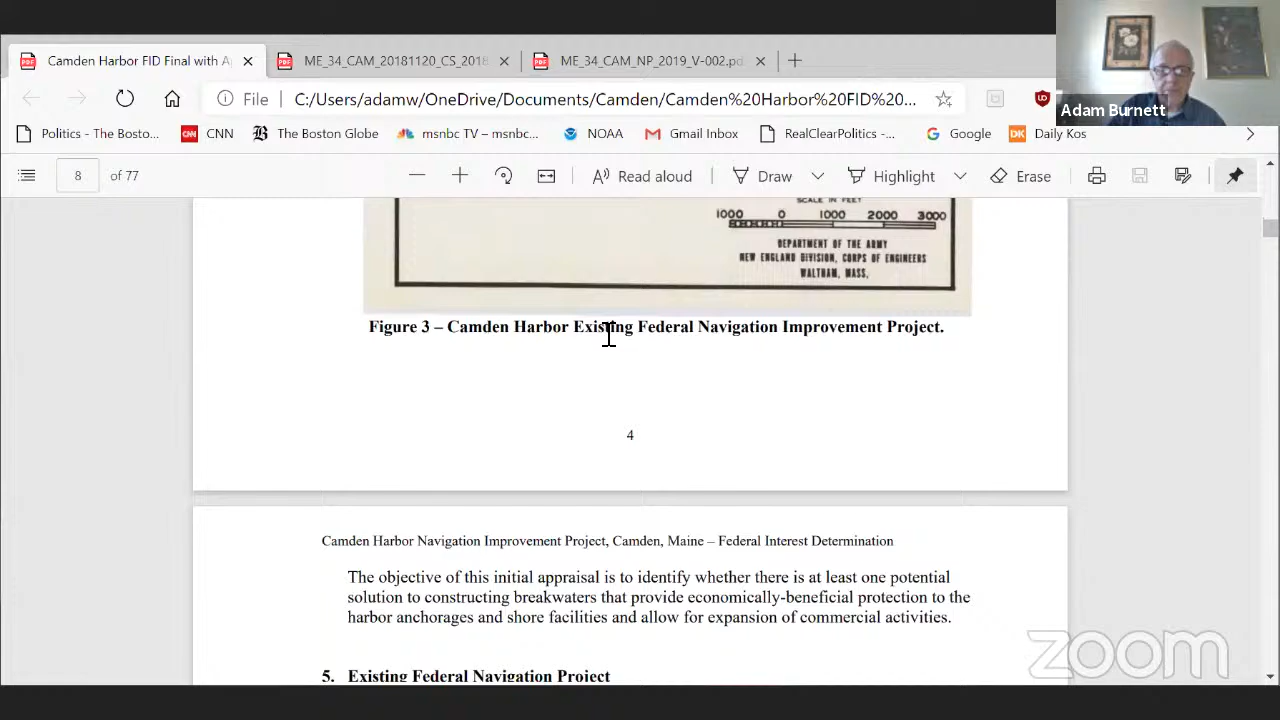 Camden Harbor FID Final with A
ME_34_CAM_20181120_CS_2018
ME_34_CAM_NP_2019_V-002.pd
Adam Burnett
File
C:/Users/adamw/OneDrive/Documents/Camden/Camden%20Harbor%20FID%20...
Politics - The Bosto...
CNN
CNN
The Boston Globe
msnbc TV – msnbc...
NOAA
Gmail Inbox
RealClearPolitics -...
Google
DK
Daily Kos
8
of 77
Read aloud
Draw
Highlight
Erase
SCALE IN FEET
1000 0 1000 2000 3000
DEPARTMENT OF THE ARMY
NEW ENGLAND DIVISION, CORPS OF ENGINEERS
WALTHAM, MASS.
Figure 3 – Camden Harbor Existing Federal Navigation Improvement Project.
4
Camden Harbor Navigation Improvement Project, Camden, Maine – Federal Interest Determination
The objective of this initial appraisal is to identify whether there is at least one potential
solution to constructing breakwaters that provide economically-beneficial protection to the
harbor anchorages and shore facilities and allow for expansion of commercial activities.
5. Existing Federal Navigation Project
zoom